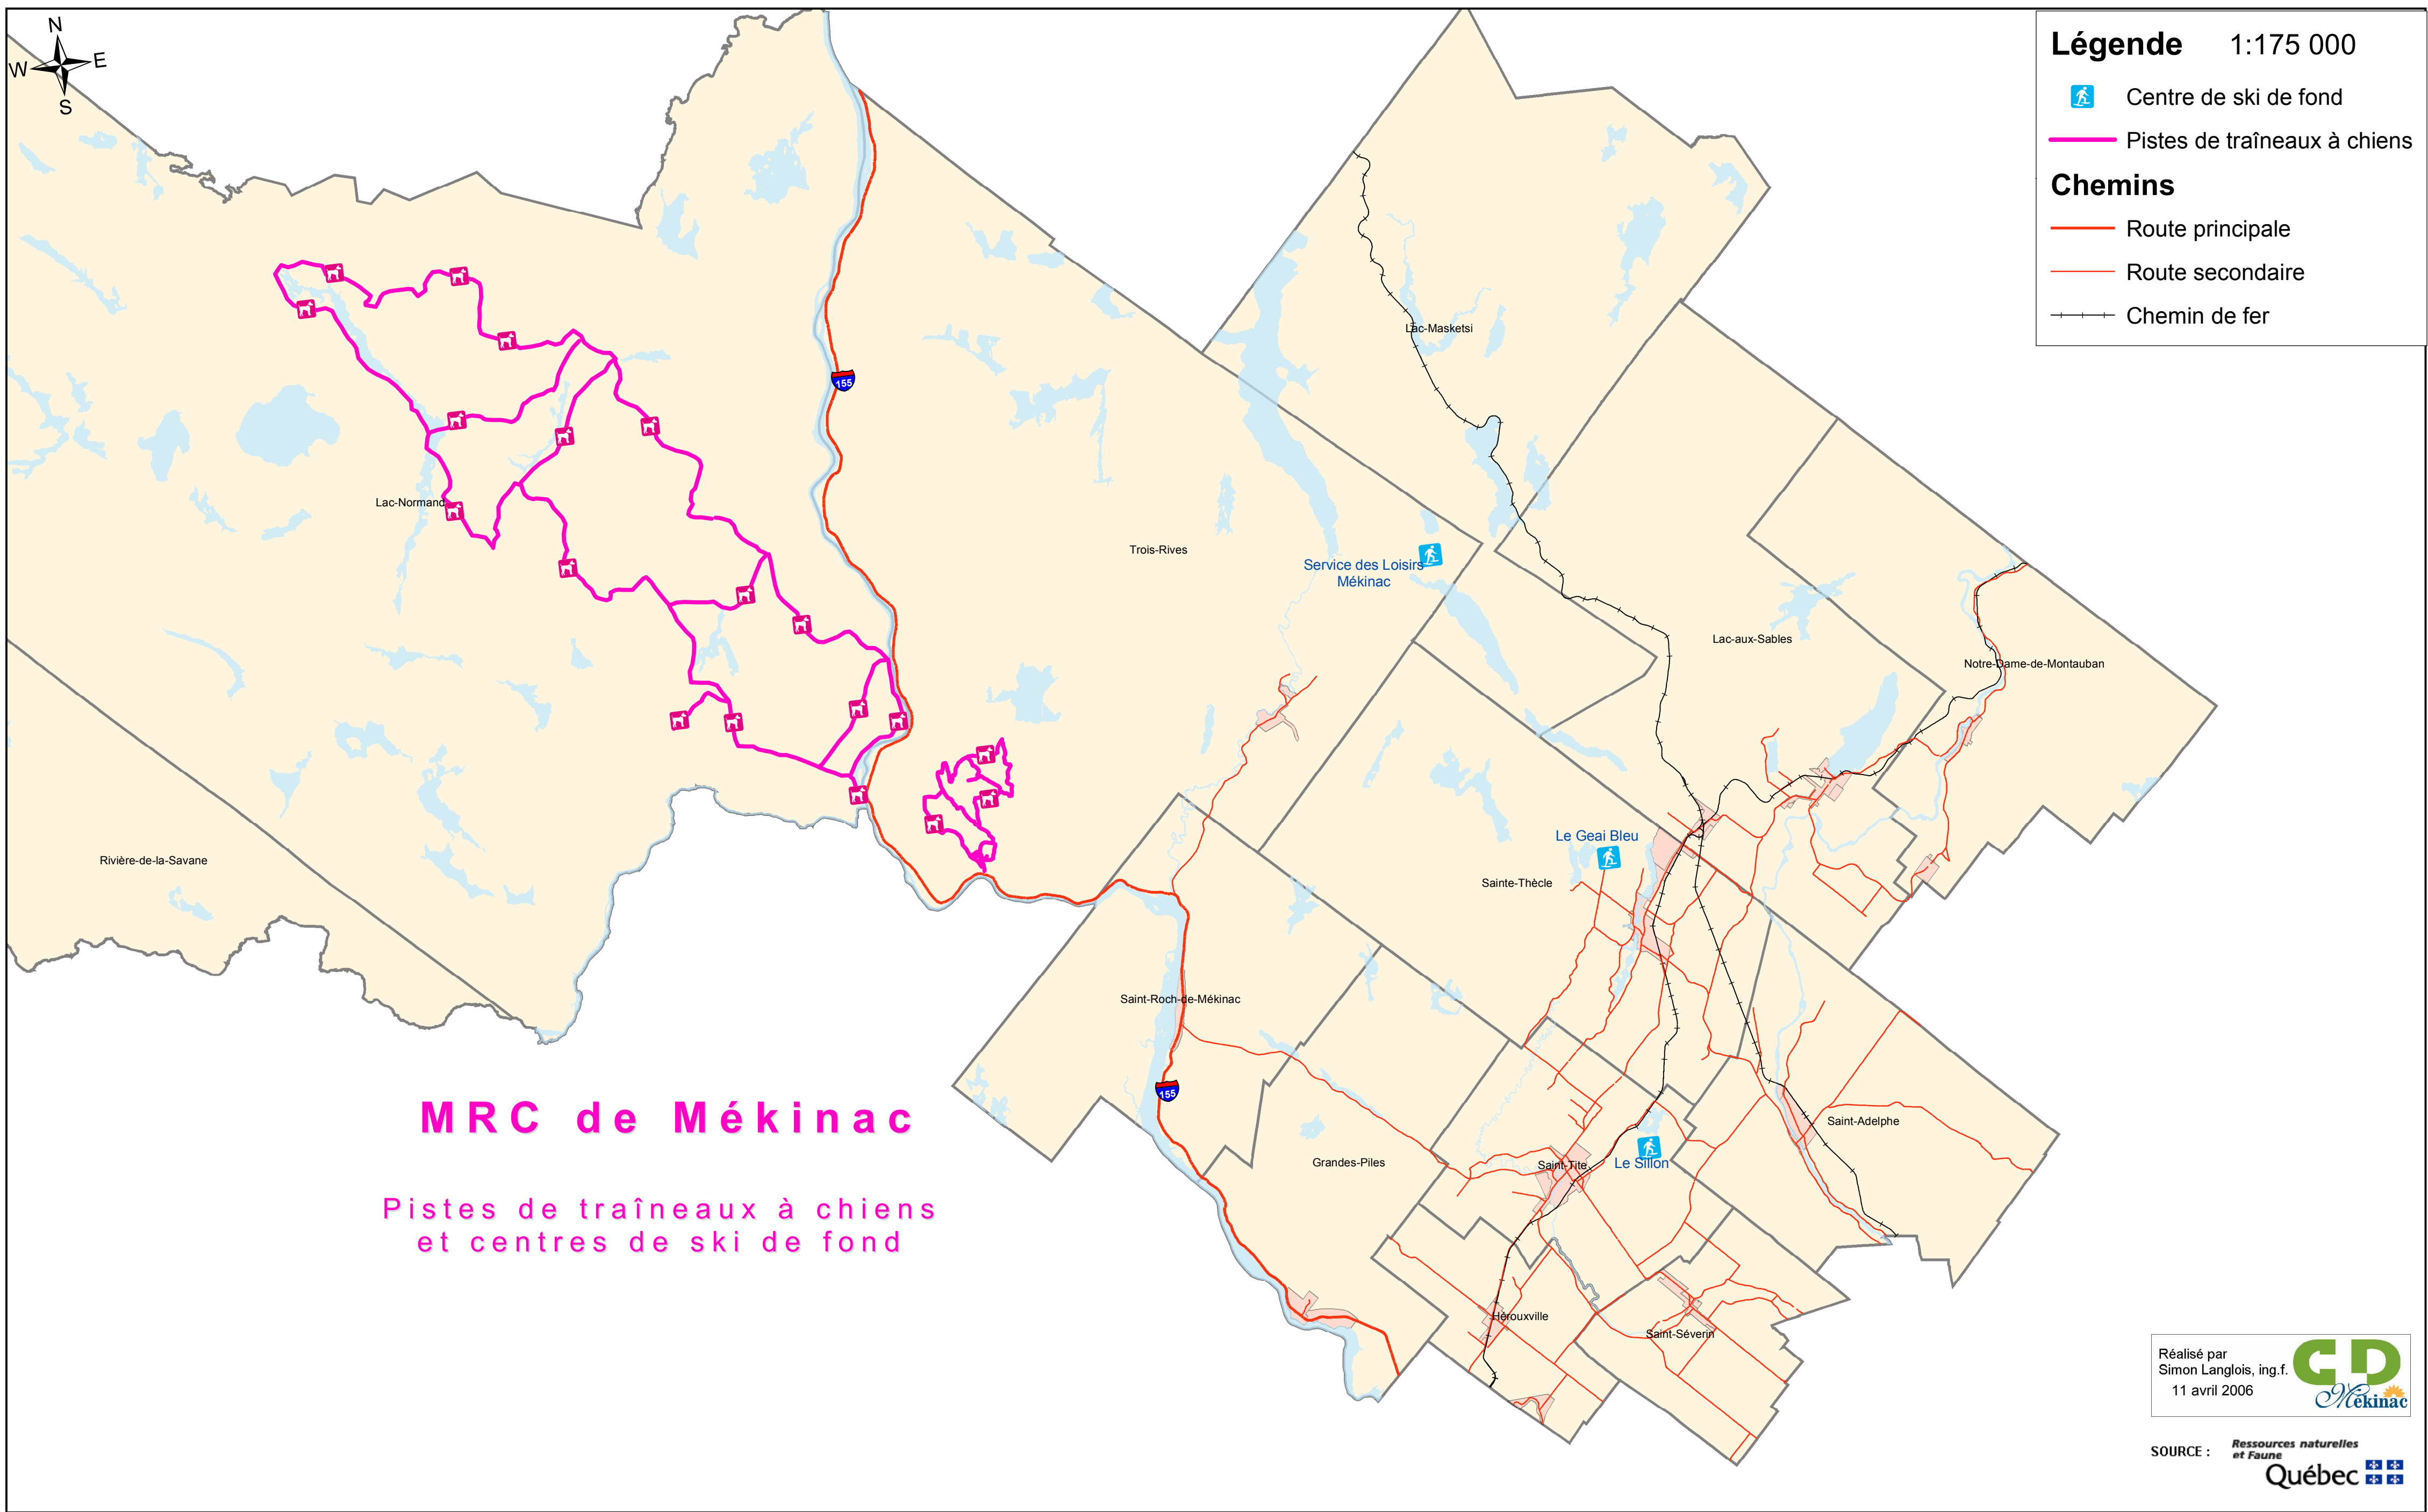 N
W
E
S
Légende 1:175 000
Centre de ski de fond
Pistes de traîneaux à chiens
Chemins
Route principale
Route secondaire
Chemin de fer
155
Lac-Masketsi
Lac-Normand
Trois-Rives
Service des Loisirs
Mékinac
Lac-aux-Sables
Notre-Dame-de-Montauban
Le Geai Bleu
Rivière-de-la-Savane
Sainte-Thècle
Saint-Roch-de-Mékinac
155
MRC de Mékinac
Saint-Adelphe
Grandes-Piles
Saint-Tite
Le Sillon
Pistes de traîneaux à chiens
et centres de ski de fond
Hérouxville
Saint-Séverin
Réalisé par
Simon Langlois, ing.f.
11 avril 2006
CD
Mékinac
SOURCE :
Ressources naturelles
et Faune
Québec